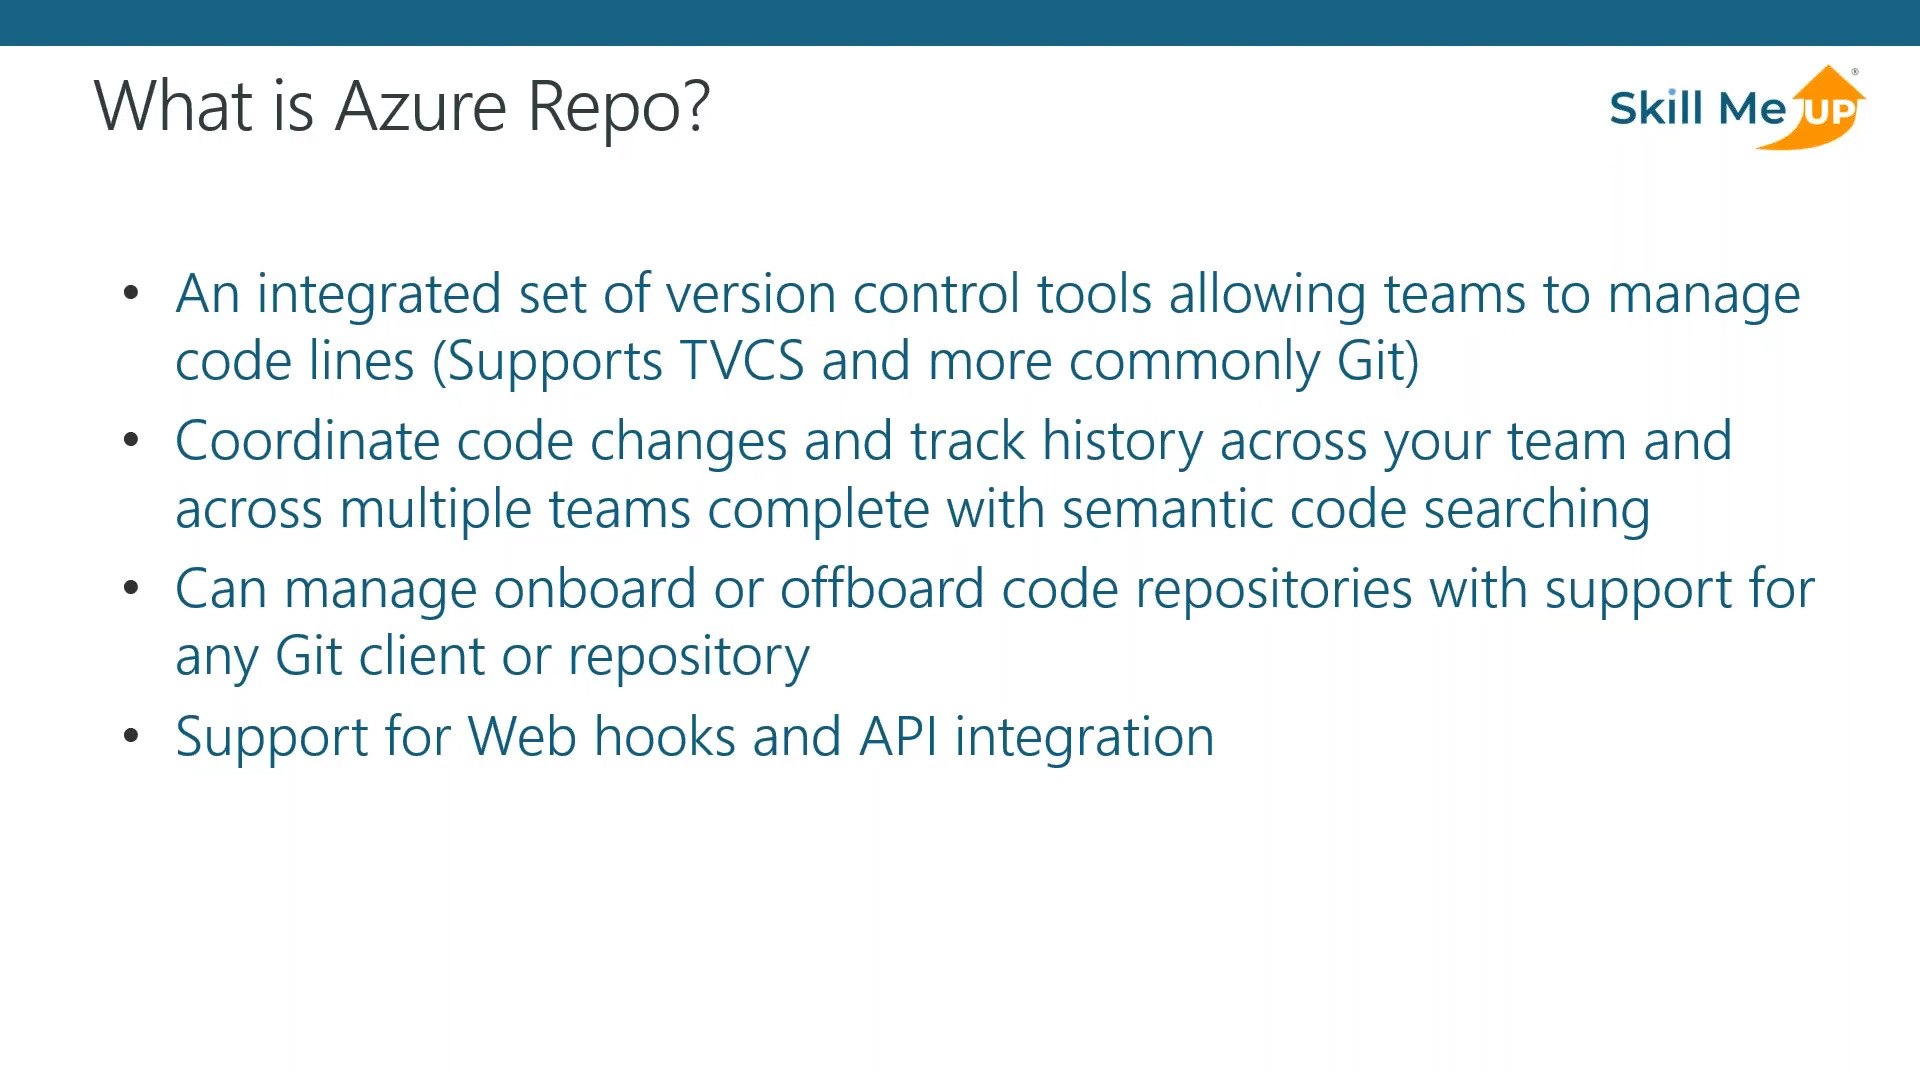 What is Azure Repo?
Skill Me UP®
• An integrated set of version control tools allowing teams to manage
code lines (Supports TVCS and more commonly Git)
• Coordinate code changes and track history across your team and
across multiple teams complete with semantic code searching
• Can manage onboard or offboard code repositories with support for
any Git client or repository
• Support for Web hooks and API integration